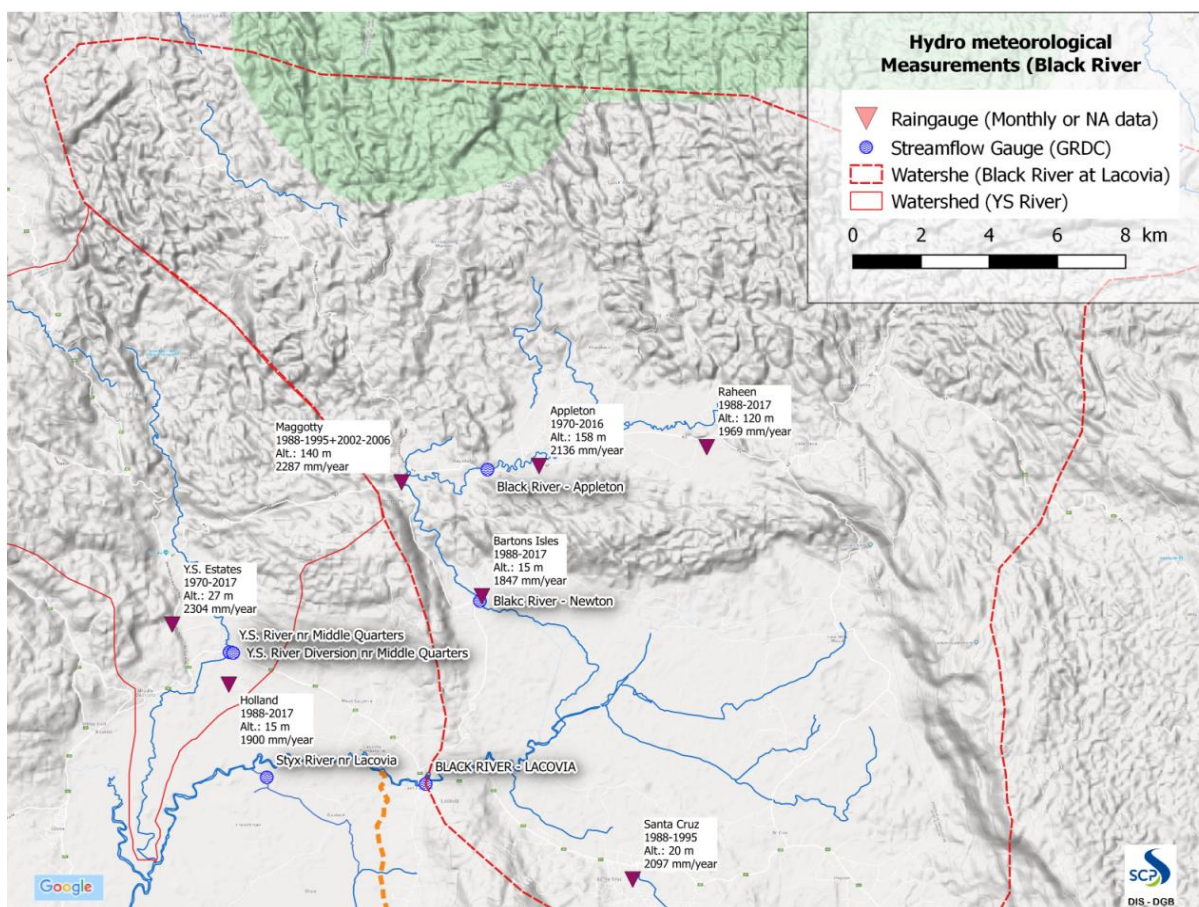 Hydro meteorological
Measurements (Black River
Raingauge (Monthly or NA data)
Streamflow Gauge (GRDC)
Watershe (Black River at Lacovia)
Watershed (YS River)
0 2 4 6 8 km
Raheen
1988-2017
Alt.: 120 m
1969 mm/year
Appleton
1970-2016
Alt.: 158 m
2136 mm/year
Maggotty
1988-1995+2002-2006
Alt.: 140 m
2287 mm/year
Black River - Appleton
Bartons Isles
1988-2017
Alt.: 15 m
1847 mm/year
Blakc River - Newton
Y.S. Estates
1970-2017
Alt.: 27 m
2304 mm/year
Y.S. River nr Middle Quarters
Y.S. River Diversion nr Middle Quarters
Holland
1988-2017
Alt.: 15 m
1900 mm/year
Styx River nr Lacovia
BLACK RIVER - LACOVIA
Santa Cruz
1988-1995
Alt.: 20 m
2097 mm/year
Google
SCP
DIS - DGB